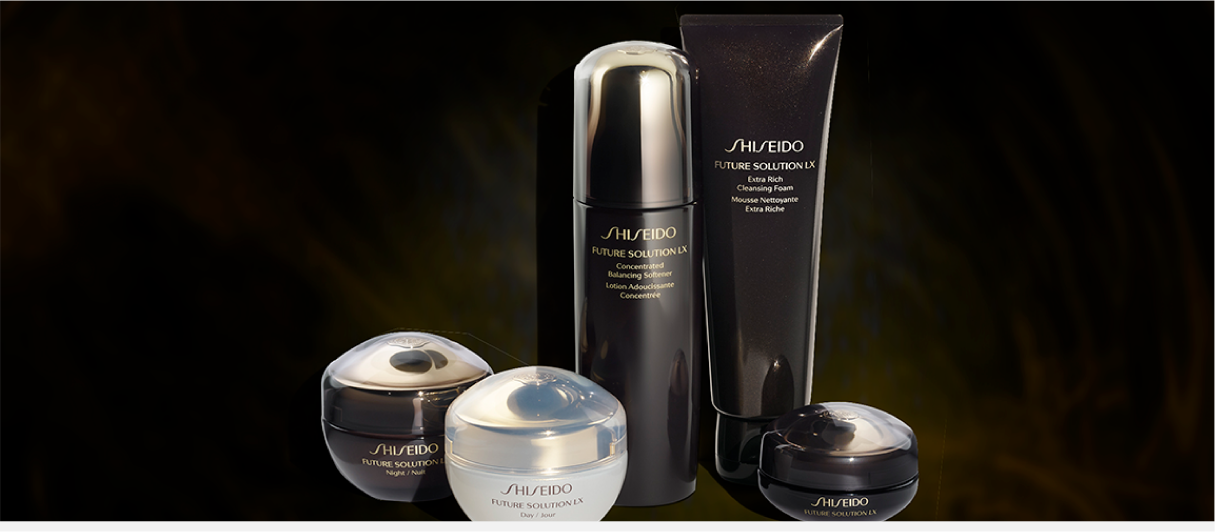 SHISEIDO
FUTURE SOLUTION LX
Extra Rich
Cleansing Foam
Mousse Nettoyante
Extra Riche
SHISEIDO
FUTURE SOLUTION LX
Concentrated
Balancing Softener
Lotion Adoucissante
Concentrée
SHISEIDO
FUTURE SOLUTION
Night / Nuit
SHISEIDO
FUTURE SOLUTION LX
Day / Jour
SHISEIDO
FUTURE SOLUTION LX